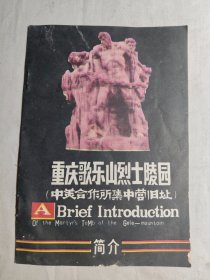 重庆歌乐山烈士陵园
(中美合作所集中营旧址)
A Brief Introduction
Of the Martyr's Tomb of the Gele-mountain
简介